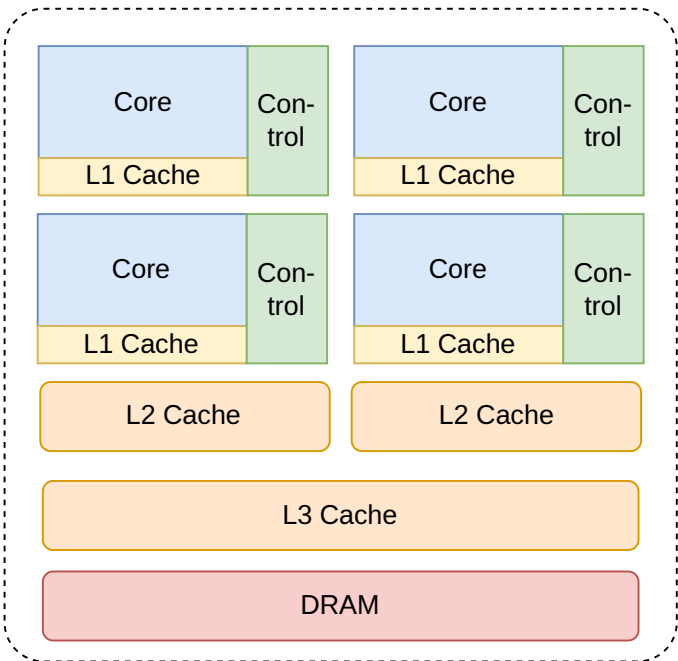 Core
Con-
trol
L1 Cache
Core
Con-
trol
L1 Cache
Core
Con-
trol
L1 Cache
Core
Con-
trol
L1 Cache
L2 Cache
L2 Cache
L3 Cache
DRAM